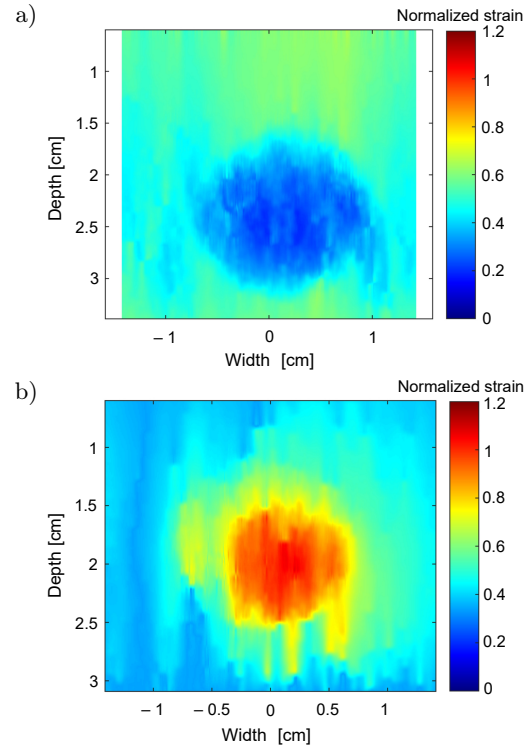 a)
Normalized strain
1.2
1
0.8
0.6
0.4
0.2
0
1
1.5
2
2.5
3
Depth [cm]
– 1 0 1
Width [cm]
b)
Normalized strain
1.2
1
0.8
0.6
0.4
0.2
0
1
1.5
2
2.5
3
Depth [cm]
– 1 – 0.5 0 0.5 1
Width [cm]